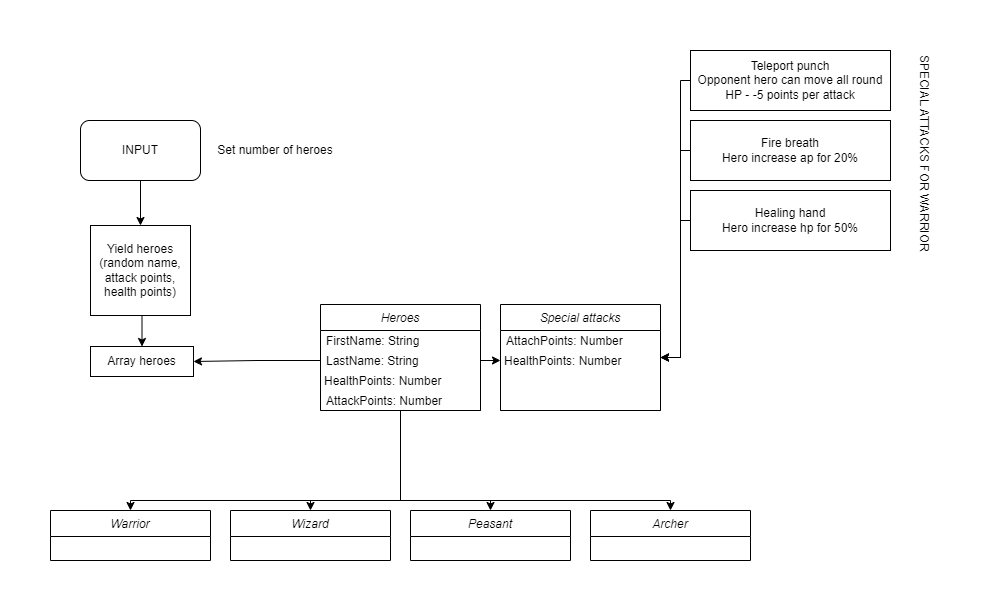 Teleport punch
Opponent hero can move all round
HP - -5 points per attack
SPECIAL ATTACKS FOR WARRIOR
INPUT
Set number of heroes
Fire breath
Hero increase ap for 20%
Healing hand
Hero increase hp for 50%
Yield heroes
(random name,
attack points,
health points)
Array heroes
Heroes
FirstName: String
LastName: String
HealthPoints: Number
AttackPoints: Number
Special attacks
AttachPoints: Number
HealthPoints: Number
Warrior
Wizard
Peasant
Archer